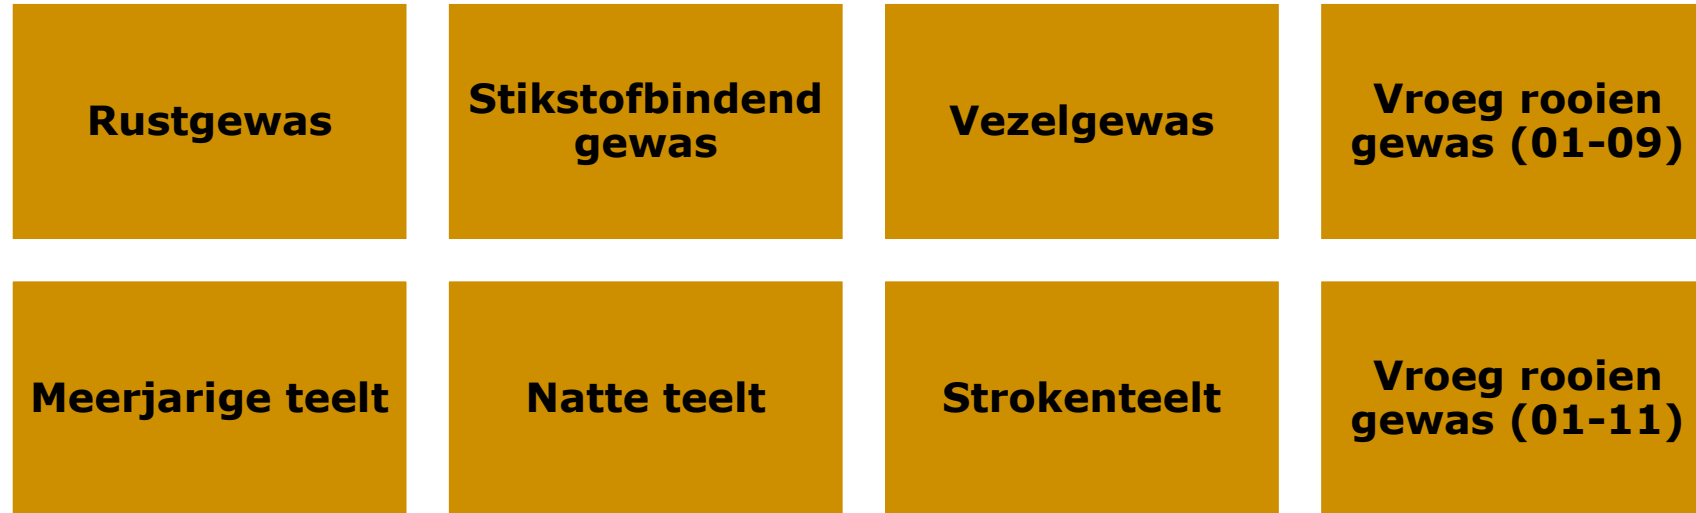 Rustgewas
Stikstofbindend
gewas
Vezelgewas
Vroeg rooien
gewas (01-09)
Meerjarige teelt
Natte teelt
Strokenteelt
Vroeg rooien
gewas (01-11)